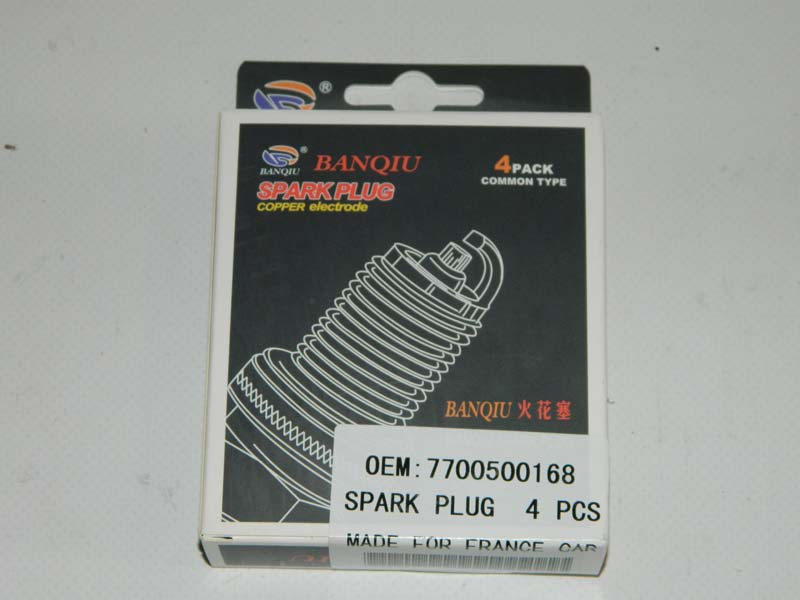 ®
BANQIU ® BANQIU
4PACK
COMMON TYPE
SPARK PLUG
COPPER electrode
BANQIU 火花塞
OEM:7700500168
SPARK PLUG 4 PCS
MADE FOR FRANCE CAR